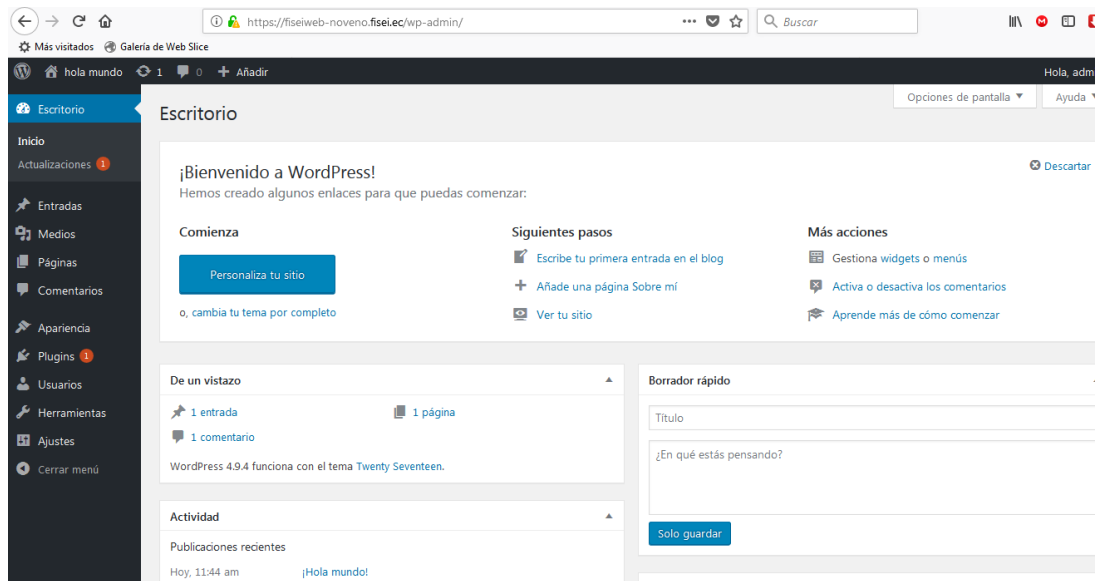 https://fiseiweb-noveno.fisei.ec/wp-admin/
Buscar
Más visitados Galería de Web Slice
hola mundo 1 0 Añadir Hola, adm
Opciones de pantalla Ayuda
Escritorio
Escritorio
Inicio
Actualizaciones 1
Entradas
Medios
Páginas
Comentarios
Apariencia
Plugins 1
Usuarios
Herramientas
Ajustes
Cerrar menú
¡Bienvenido a WordPress!
Descartar
Hemos creado algunos enlaces para que puedas comenzar:
Comienza
Personaliza tu sitio
o, cambia tu tema por completo
Siguientes pasos
Escribe tu primera entrada en el blog
Añade una página Sobre mí
Ver tu sitio
Más acciones
Gestiona widgets o menús
Activa o desactiva los comentarios
Aprende más de cómo comenzar
De un vistazo
1 entrada 1 página
1 comentario
WordPress 4.9.4 funciona con el tema Twenty Seventeen.
Actividad
Publicaciones recientes
Hoy, 11:44 am ¡Hola mundo!
Borrador rápido
Título
¿En qué estás pensando?
Solo guardar